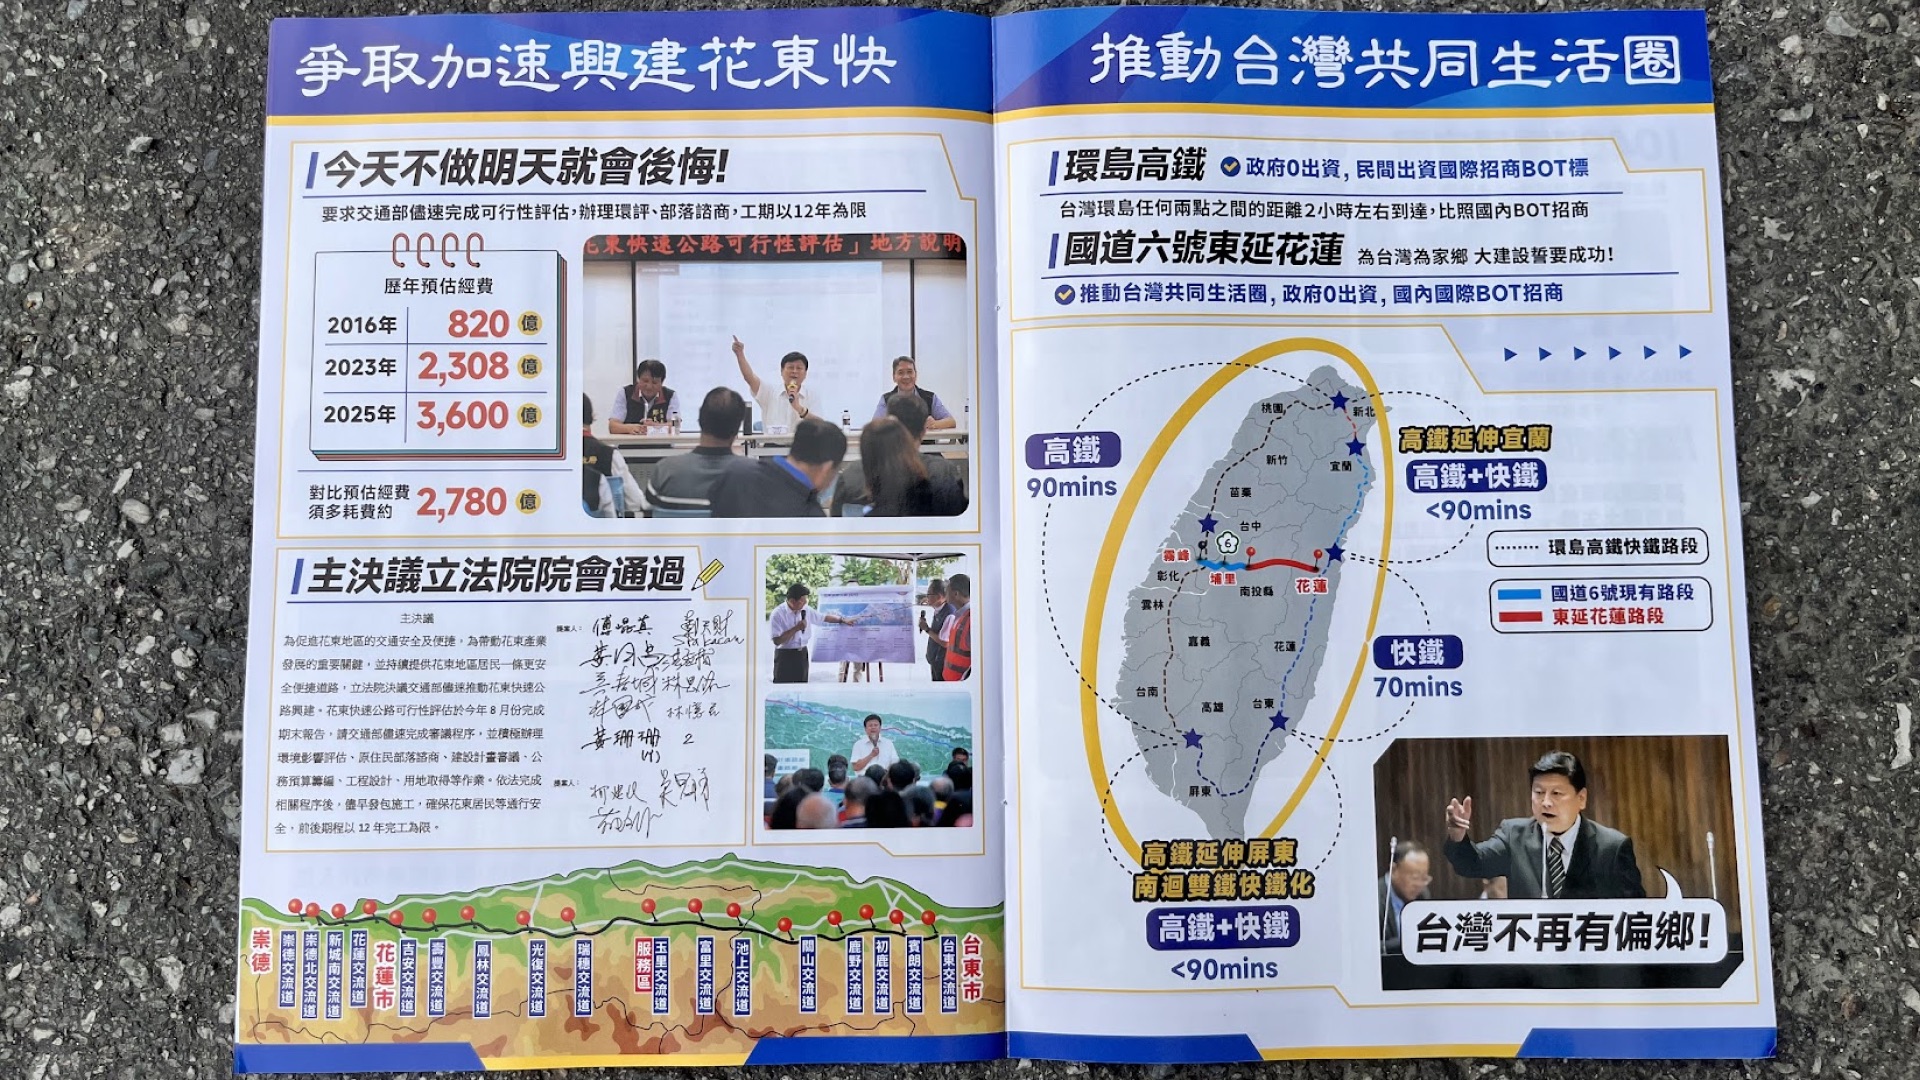 爭取加速興建花東快
今天不做明天就會後悔!
要求交通部儘速完成可行性評估,辦理環評、部落諮商,工期以12年為限
歷年預估經費
2016年 820 億
2023年 2,308 億
2025年 3,600 億
對比預估經費
須多耗費約 2,780 億
東快速公路可行性評估」地方說明
主決議立法院院會通過
主決議
為促進花東地區的交通安全及便捷,為帶動花東產業
發展的重要關鍵,並持續提供花東地區居民一條更安
全便捷道路,立法院決議交通部儘速推動花東快速公
路興建。花東快速公路可行性評估於今年8月份完成
期末報告,請交通部儘速完成審議程序,並積極辦理
環境影響評估、原住民部落諮商、建設計畫審議、公
務預算籌編、工程設計、用地取得等作業。依法完成
相關程序後,儘早發包施工,確保花東居民等通行安
全,前後期程以12年完工為限。
提案人:
傅崐萁
黃珊珊
提案人:
崇德
崇德交流道
崇德北交流道
新城南交流道
花蓮交流道
花蓮市
吉安交流道
壽豐交流道
鳳林交流道
光復交流道
瑞穗交流道
服務區
玉里交流道
富里交流道
池上交流道
關山交流道
鹿野交流道
初鹿交流道
賓朗交流道
台東交流道
台東市
推動台灣共同生活圈
環島高鐵 政府0出資,民間出資國際招商BOT標
台灣環島任何兩點之間的距離2小時左右到達,比照國內BOT招商
國道六號東延花蓮 為台灣為家鄉 大建設誓要成功!
推動台灣共同生活圈,政府0出資,國內國際BOT招商
高鐵
90mins
高鐵延伸宜蘭
高鐵+快鐵
<90mins
環島高鐵快鐵路段
國道6號現有路段
東延花蓮路段
快鐵
70mins
桃園
新北
新竹
宜蘭
苗栗
台中
6
霧峰
彰化
埔里
南投縣
花蓮
雲林
嘉義
花蓮
台南
高雄
台東
屏東
高鐵延伸屏東
南迴雙鐵快鐵化
高鐵+快鐵
<90mins
台灣不再有偏鄉!